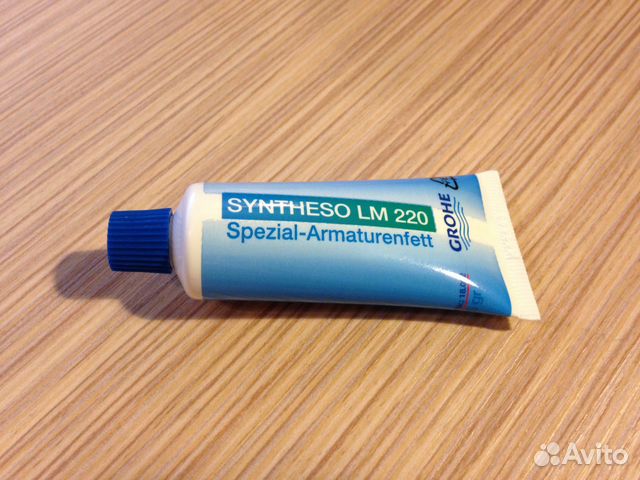 SYNTHESO LM 220
Spezial-Armaturenfett
GROHE
Avito